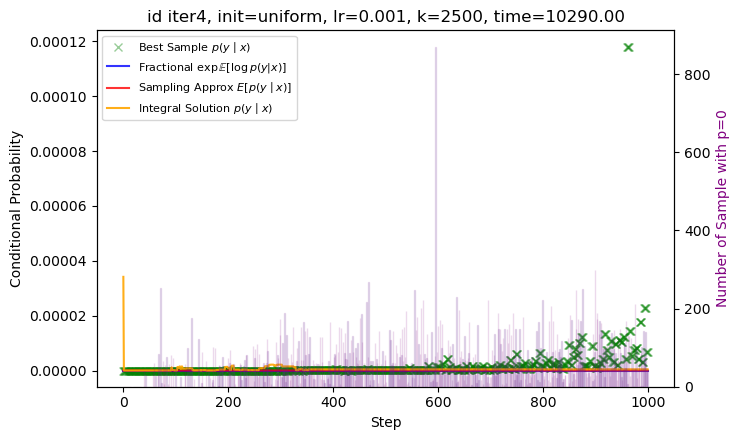 id iter4, init=uniform, lr=0.001, k=2500, time=10290.00
Best Sample p(y | x)
Fractional exp𝔼[log p(y|x)]
Sampling Approx E[p(y | x)]
Integral Solution p(y | x)
Conditional Probability
0.00012
0.00010
0.00008
0.00006
0.00004
0.00002
0.00000
0
200
400
600
800
1000
Step
800
600
400
200
0
Number of Sample with p=0